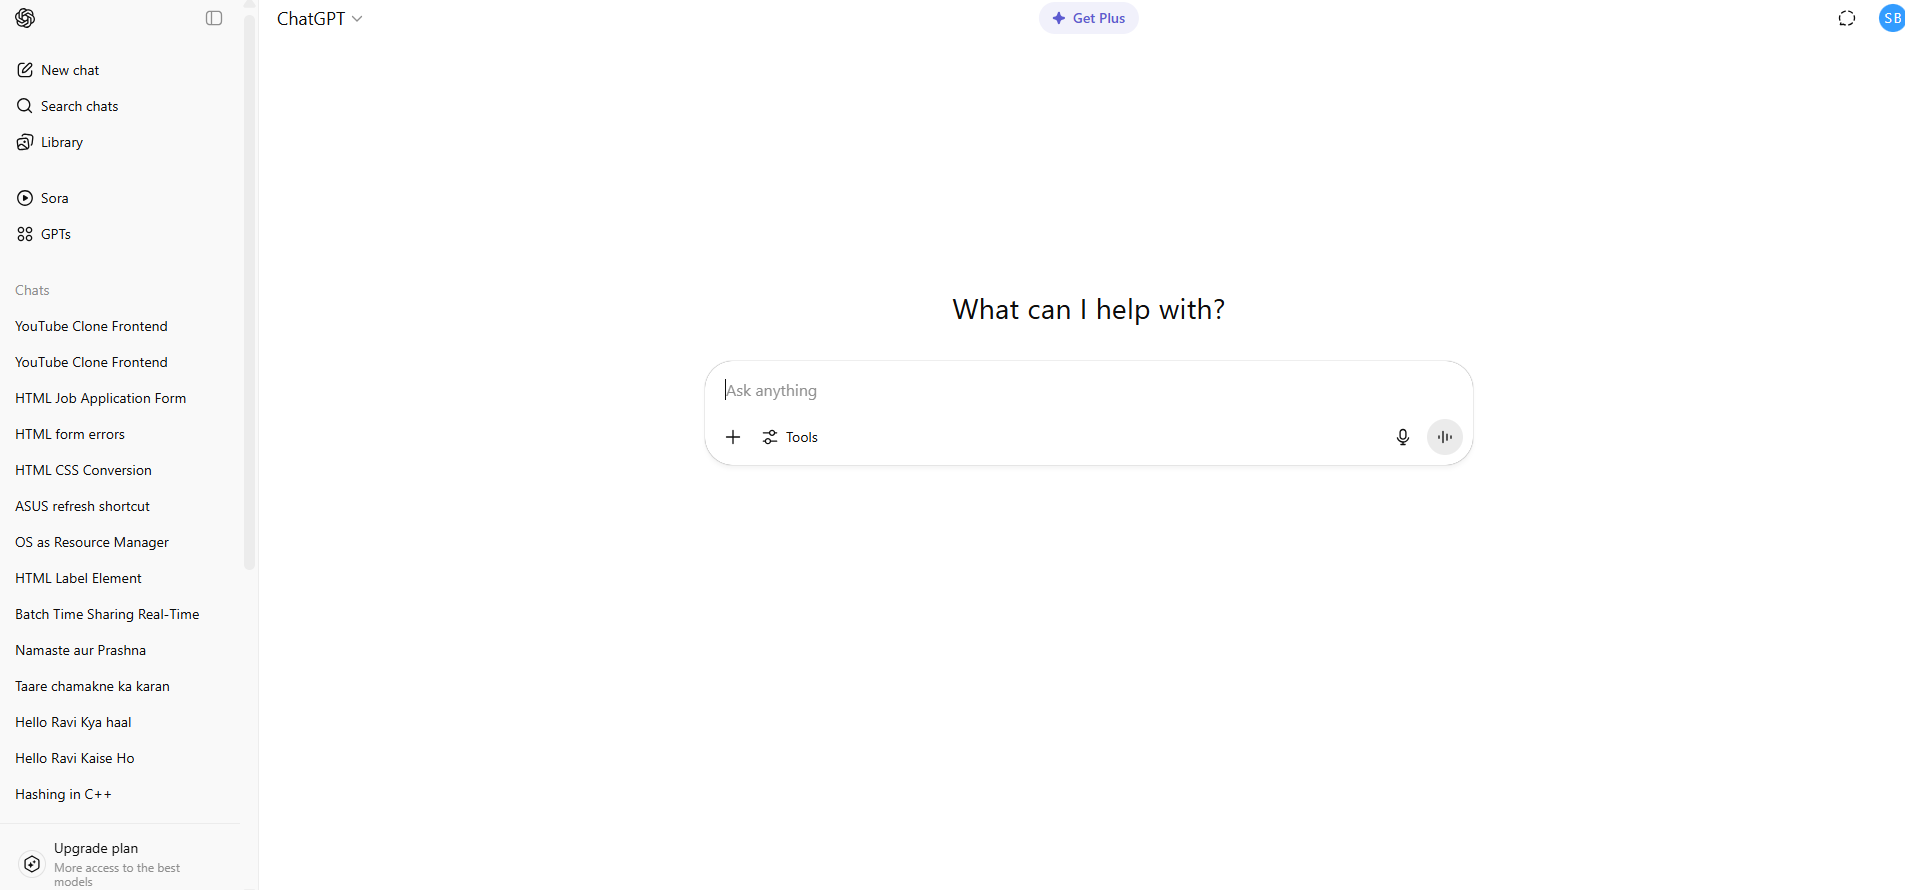 ChatGPT
Get Plus
SB
New chat
Search chats
Library
Sora
GPTs
Chats
YouTube Clone Frontend
YouTube Clone Frontend
HTML Job Application Form
HTML form errors
HTML CSS Conversion
ASUS refresh shortcut
OS as Resource Manager
HTML Label Element
Batch Time Sharing Real-Time
Namaste aur Prashna
Taare chamakne ka karan
Hello Ravi Kya haal
Hello Ravi Kaise Ho
Hashing in C++
Upgrade plan
More access to the best
models
What can I help with?
Ask anything
Tools